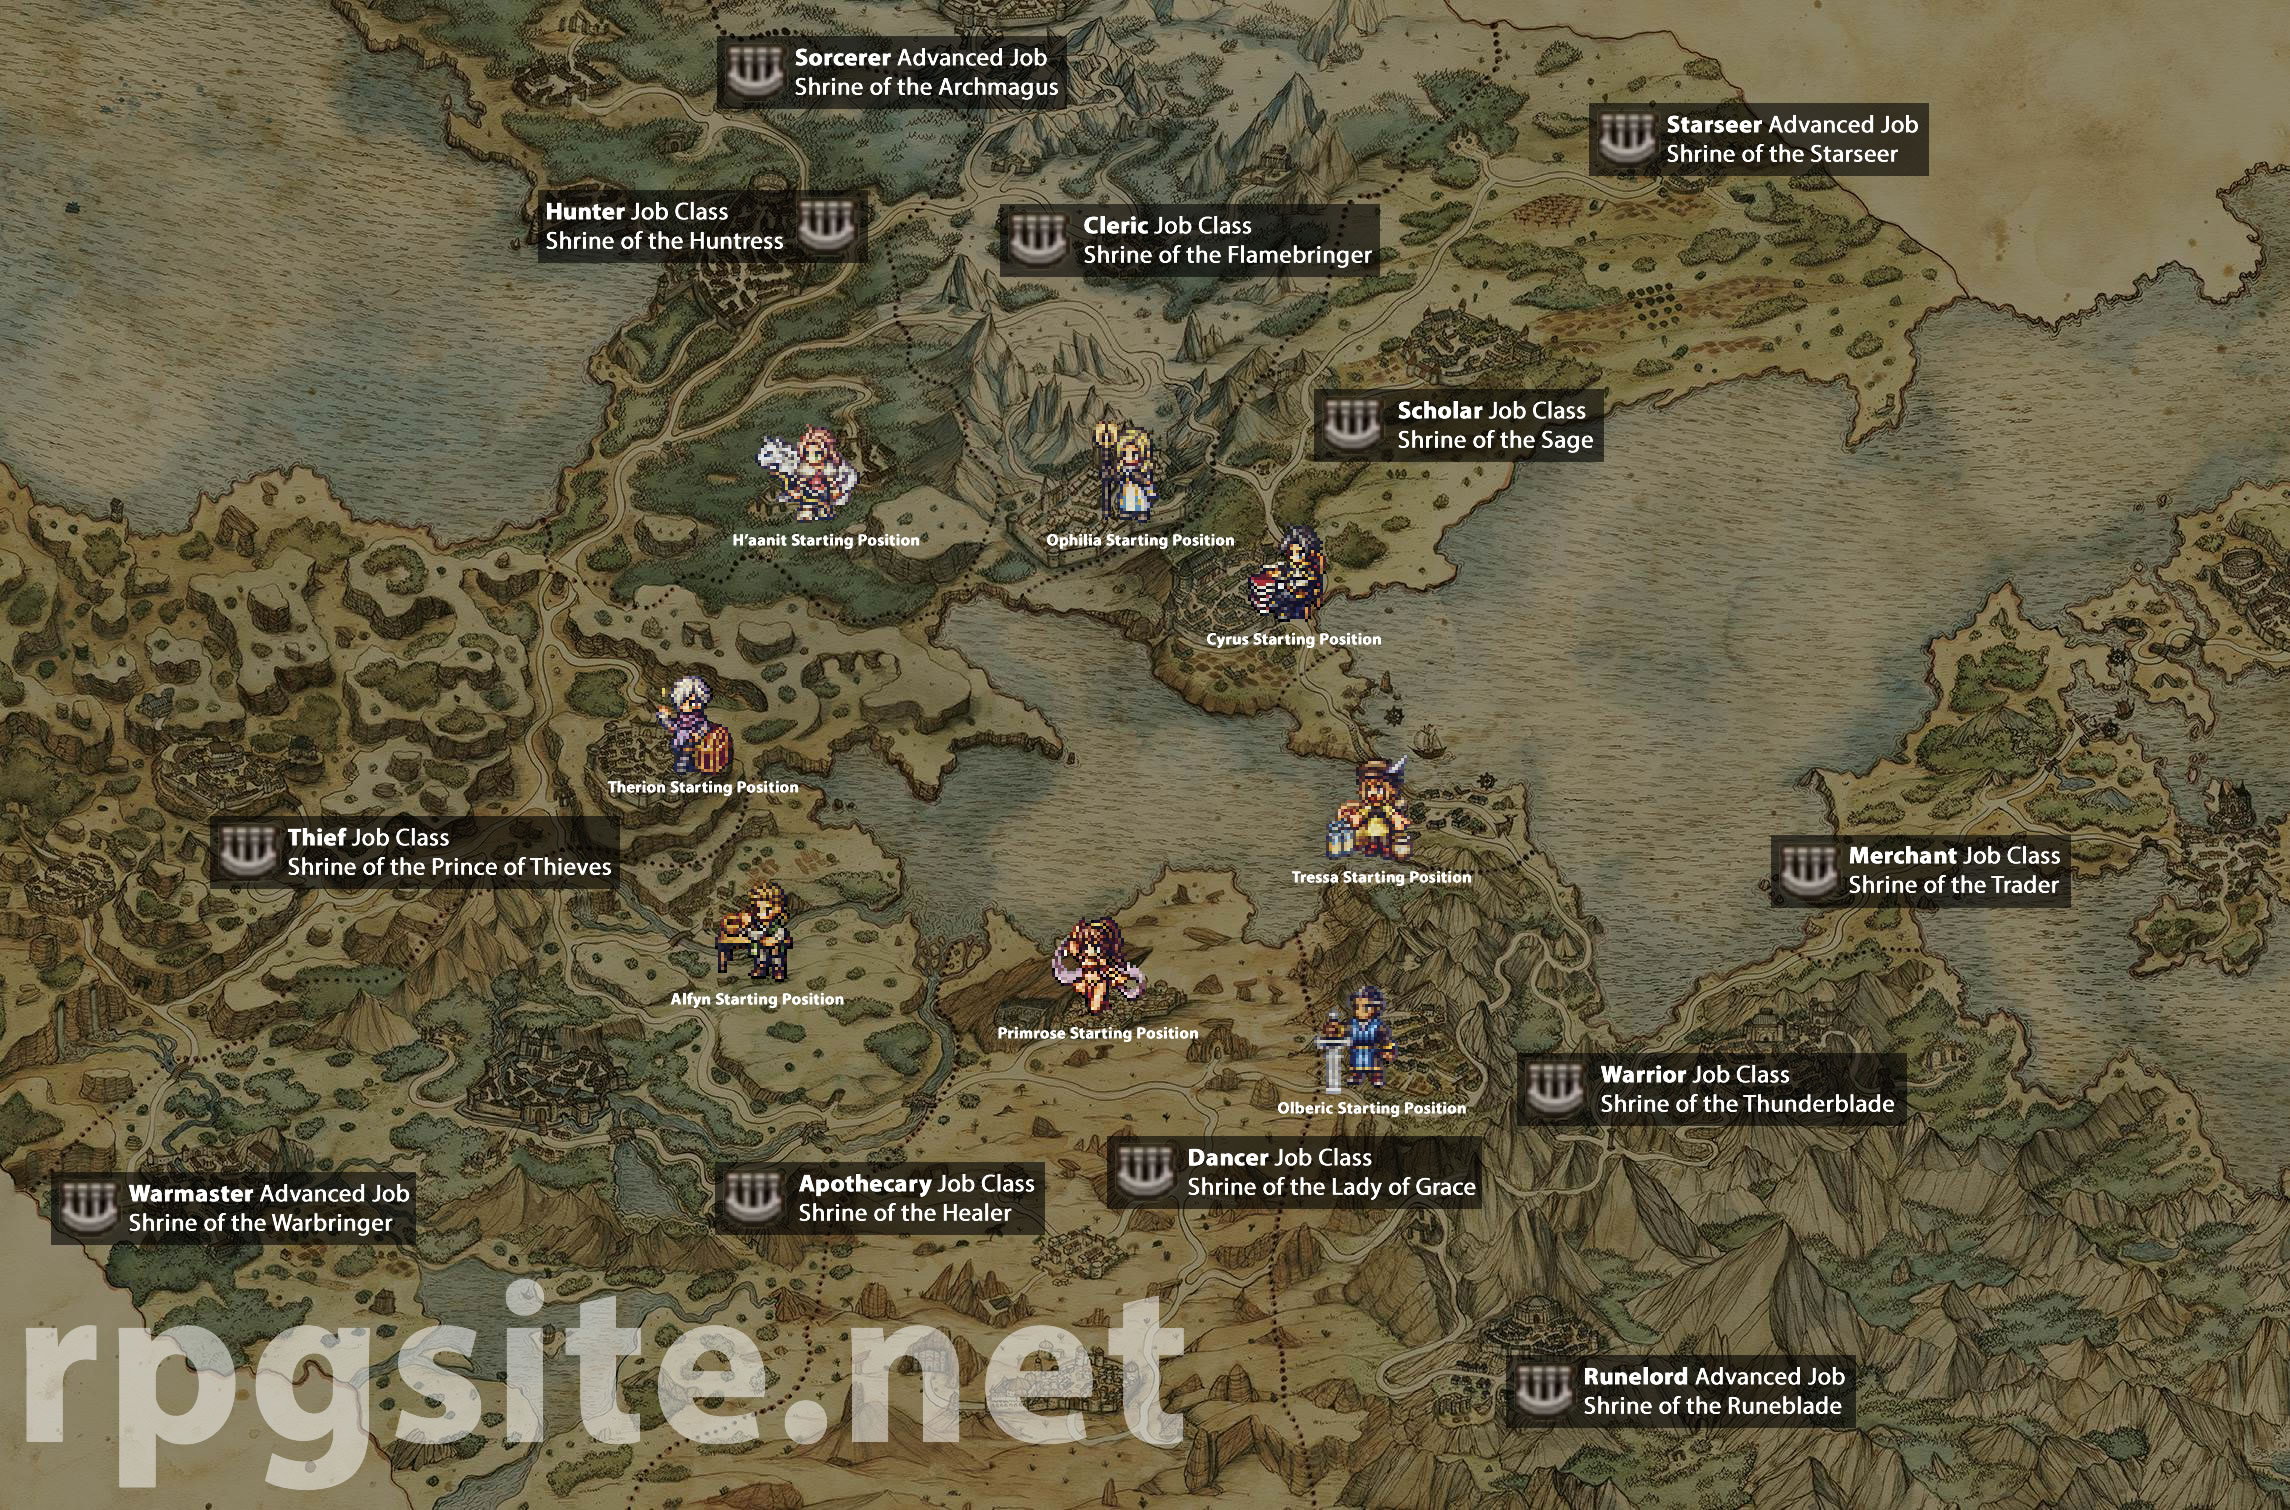 Sorcerer Advanced Job
Shrine of the Archmagus
Starseer Advanced Job
Shrine of the Starseer
Hunter Job Class
Shrine of the Huntress
Cleric Job Class
Shrine of the Flamebringer
Scholar Job Class
Shrine of the Sage
H'aanit Starting Position
Ophilia Starting Position
Cyrus Starting Position
Therion Starting Position
Thief Job Class
Shrine of the Prince of Thieves
Tressa Starting Position
Merchant Job Class
Shrine of the Trader
Alfyn Starting Position
Primrose Starting Position
Olberic Starting Position
Warrior Job Class
Shrine of the Thunderblade
Dancer Job Class
Shrine of the Lady of Grace
Apothecary Job Class
Shrine of the Healer
Warmaster Advanced Job
Shrine of the Warbringer
Runelord Advanced Job
Shrine of the Runeblade
rpgsite.net